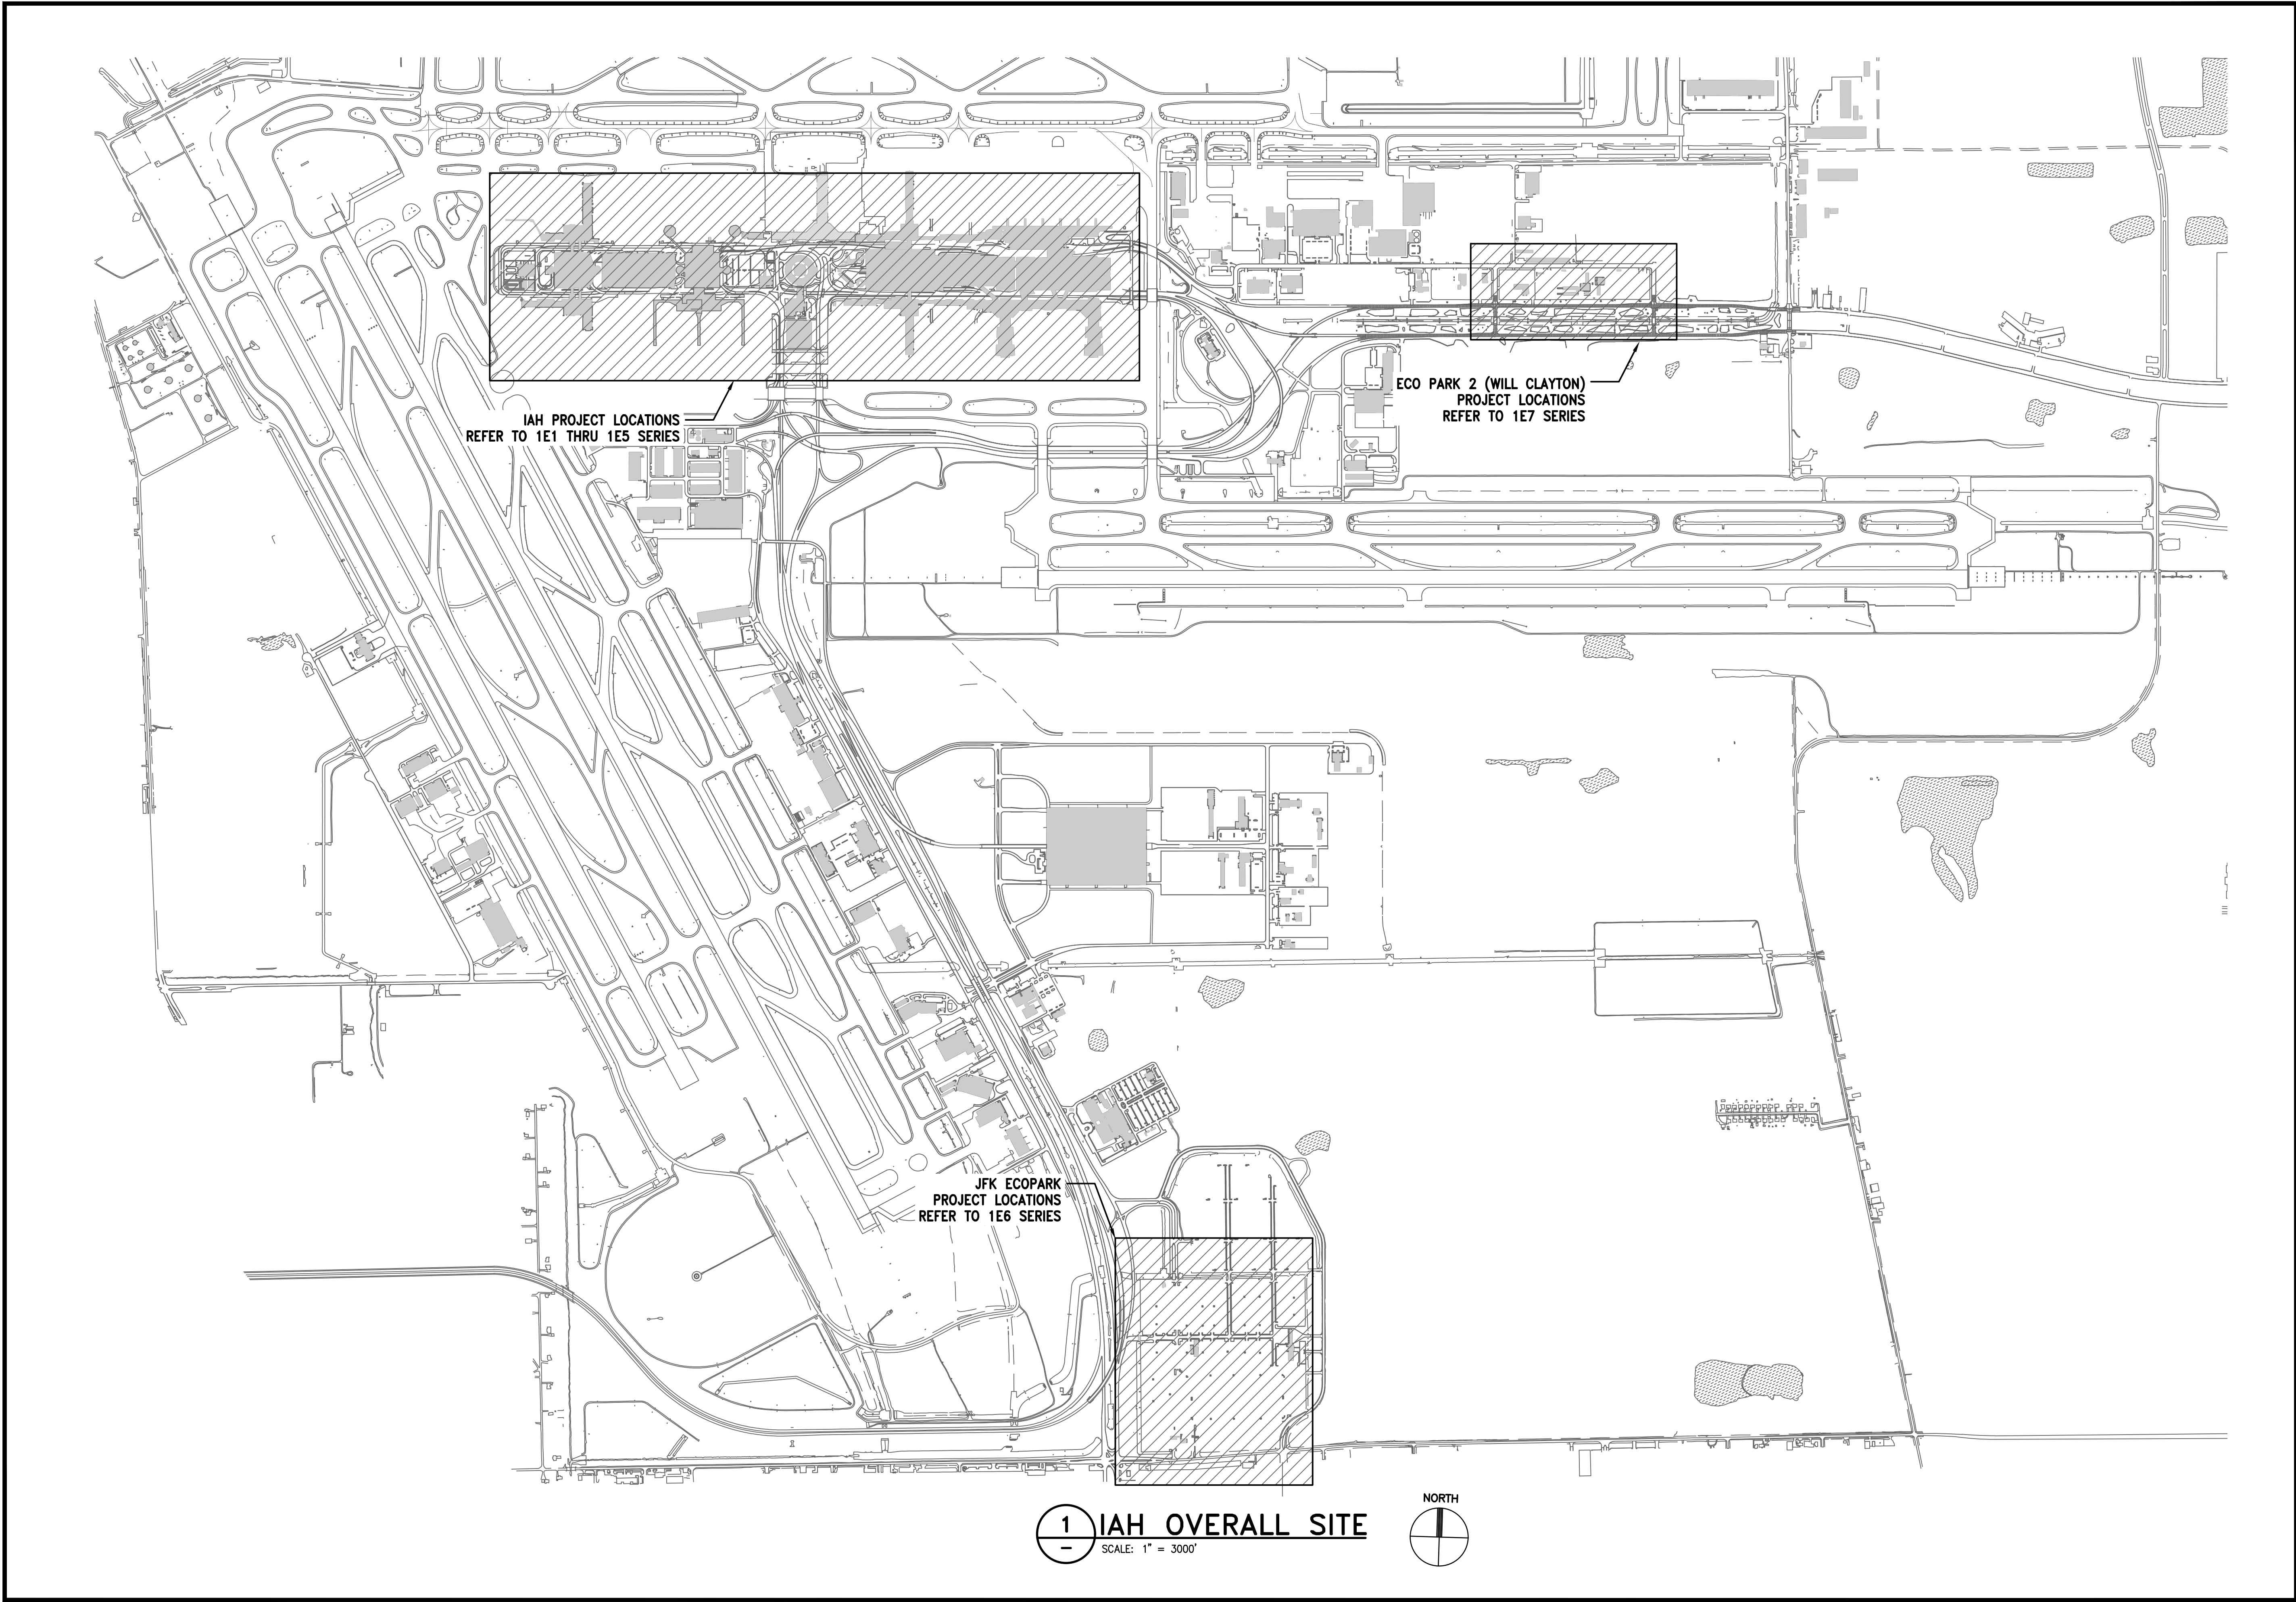 IAH PROJECT LOCATIONS
REFER TO 1E1 THRU 1E5 SERIES
ECO PARK 2 (WILL CLAYTON)
PROJECT LOCATIONS
REFER TO 1E7 SERIES
JFK ECOPARK
PROJECT LOCATIONS
REFER TO 1E6 SERIES
1
–
IAH OVERALL SITE
SCALE: 1" = 3000'
NORTH